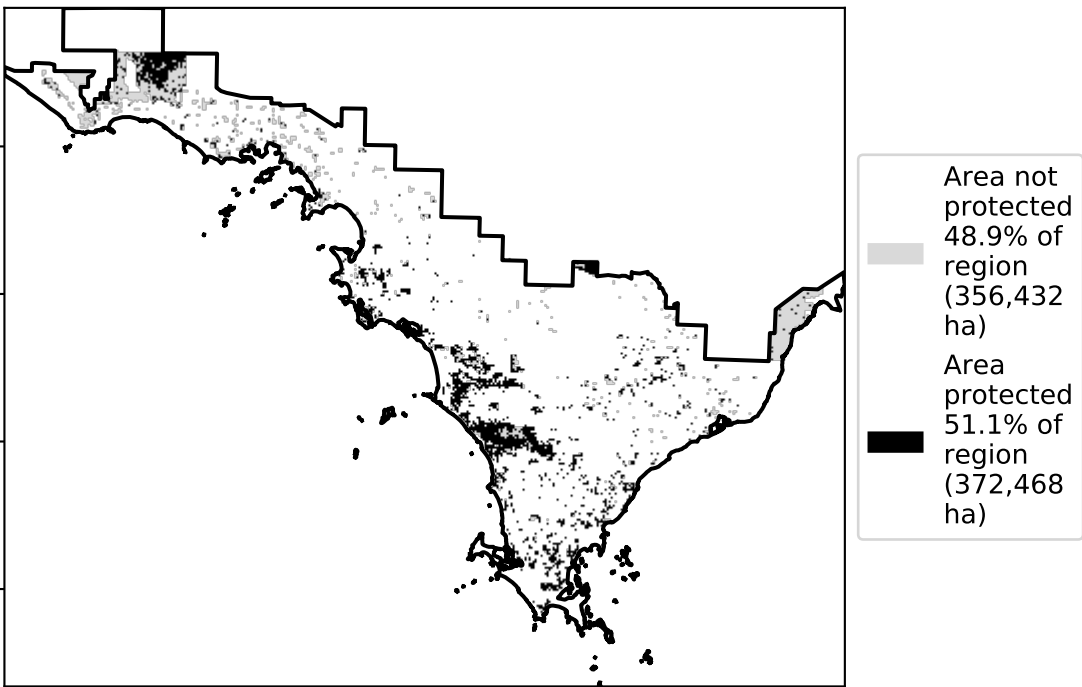 Area not
protected
48.9% of
region
(356,432
ha)
Area
protected
51.1% of
region
(372,468
ha)